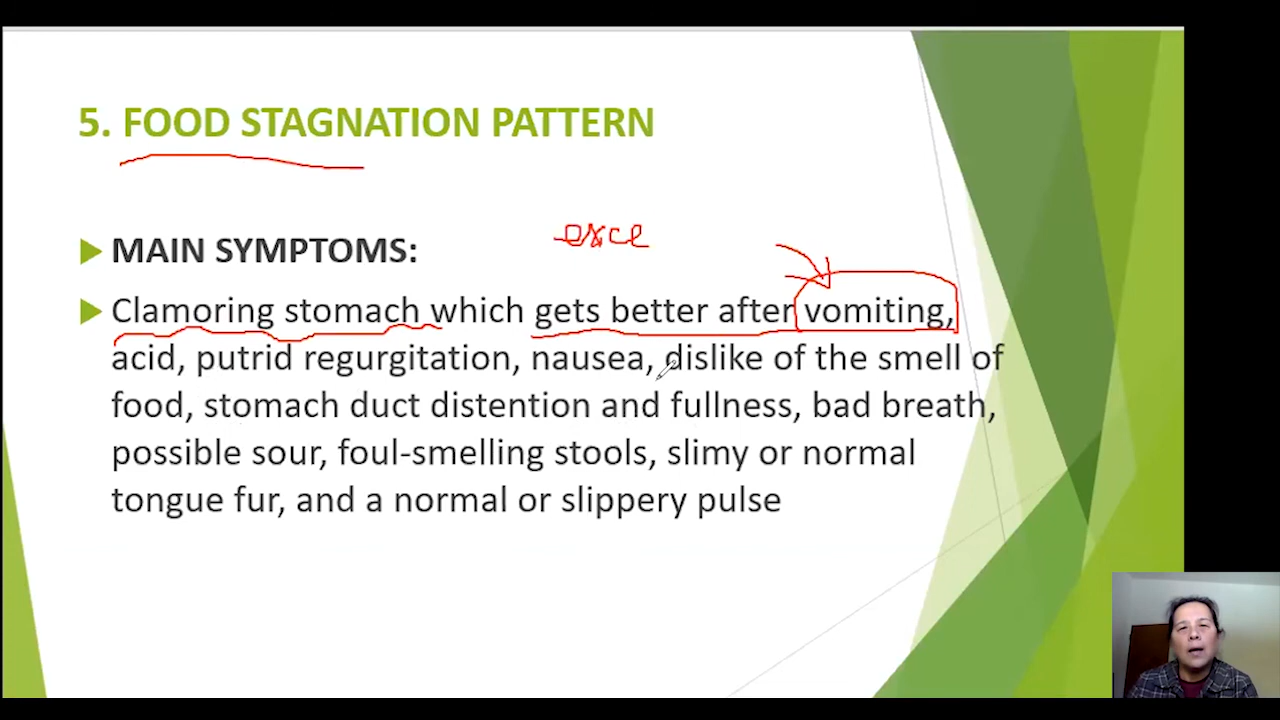 5. FOOD STAGNATION PATTERN
exce
MAIN SYMPTOMS:
Clamoring stomach which gets better after vomiting,
acid, putrid regurgitation, nausea, dislike of the smell of
food, stomach duct distention and fullness, bad breath,
possible sour, foul-smelling stools, slimy or normal
tongue fur, and a normal or slippery pulse